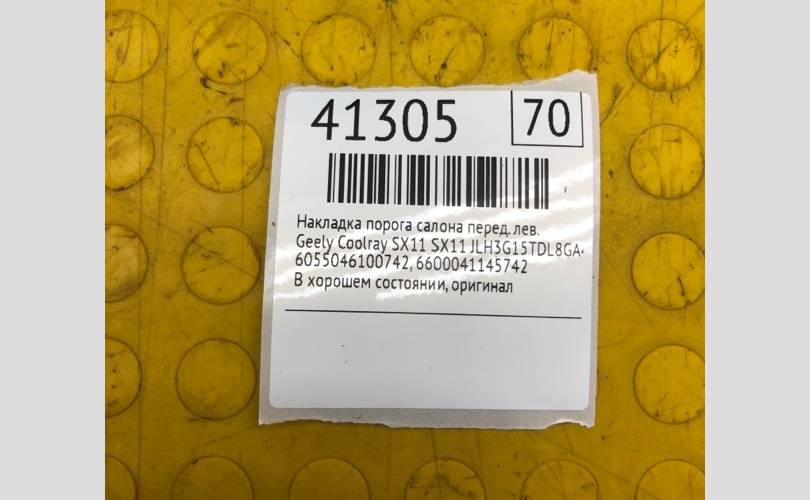 41305
70
Накладка порога салона перед. лев.
Geely Coolray SX11 SX11 JLH3G15TDL8GA-
6055046100742, 6600041145742
В хорошем состоянии, оригинал